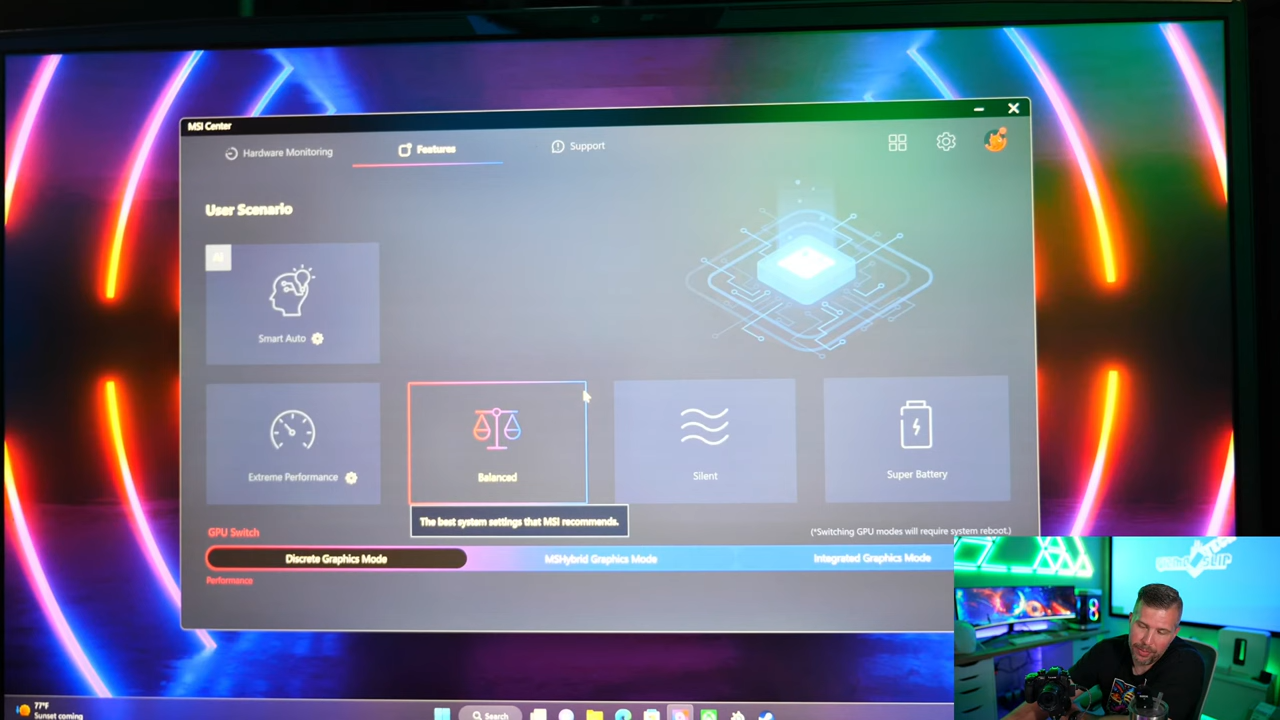 MSI Center
Hardware Monitoring
Features
Support
User Scenario
AI
Smart Auto
Extreme Performance
Balanced
Silent
Super Battery
The best system settings that MSI recommends.
GPU Switch
(*Switching GPU modes will require system reboot.)
Discrete Graphics Mode
MSHybrid Graphics Mode
Integrated Graphics Mode
Performance
77°F
Sunset coming
Search